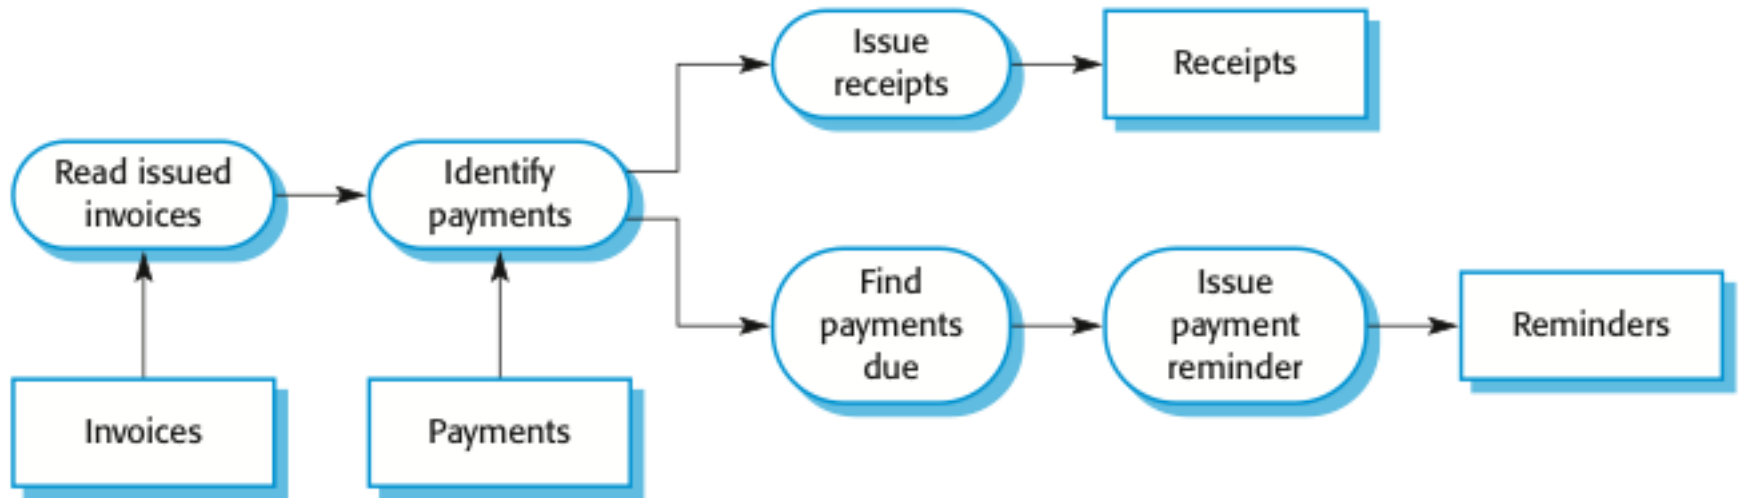 Issue
receipts
Receipts
Read issued
invoices
Identify
payments
Find
payments
due
Issue
payment
reminder
Reminders
Invoices
Payments